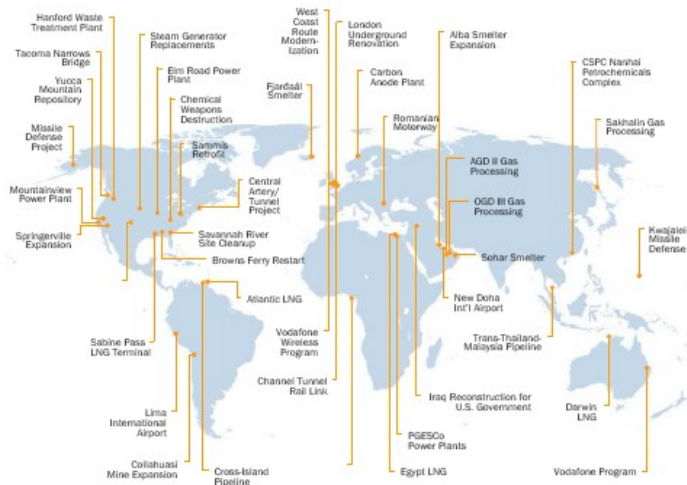 Hanford Waste
Treatment Plant
Tacoma Narrows
Bridge
Yucca
Mountain
Repository
Missile
Defense
Project
Mountainview
Power Plant
Springerville
Expansion
Steam Generator
Replacements
Elm Road Power
Plant
Chemical
Weapons
Destruction
Sammis
Retrofit
Central
Artery/
Tunnel
Project
Savannah River
Site Cleanup
Browns Ferry Restart
Atlantic LNG
Sabine Pass
LNG Terminal
Lima
International
Airport
Collahuasi
Mine Expansion
Cross-Island
Pipeline
Fjarðaál
Smelter
West
Coast
Route
Modern-
ization
London
Underground
Renovation
Carbon
Anode Plant
Romanian
Motorway
Alba Smelter
Expansion
AGD II Gas
Processing
OGD III Gas
Processing
Sohar Smelter
New Doha
Int'l Airport
Vodafone
Wireless
Program
Channel Tunnel
Rail Link
Iraq Reconstruction for
U.S. Government
PGESCo
Power Plants
Egypt LNG
CSPC Nanhai
Petrochemicals
Complex
Sakhalin Gas
Processing
Kwajalein
Missile
Defense
Trans-Thailand-
Malaysia Pipeline
Darwin
LNG
Vodafone Program